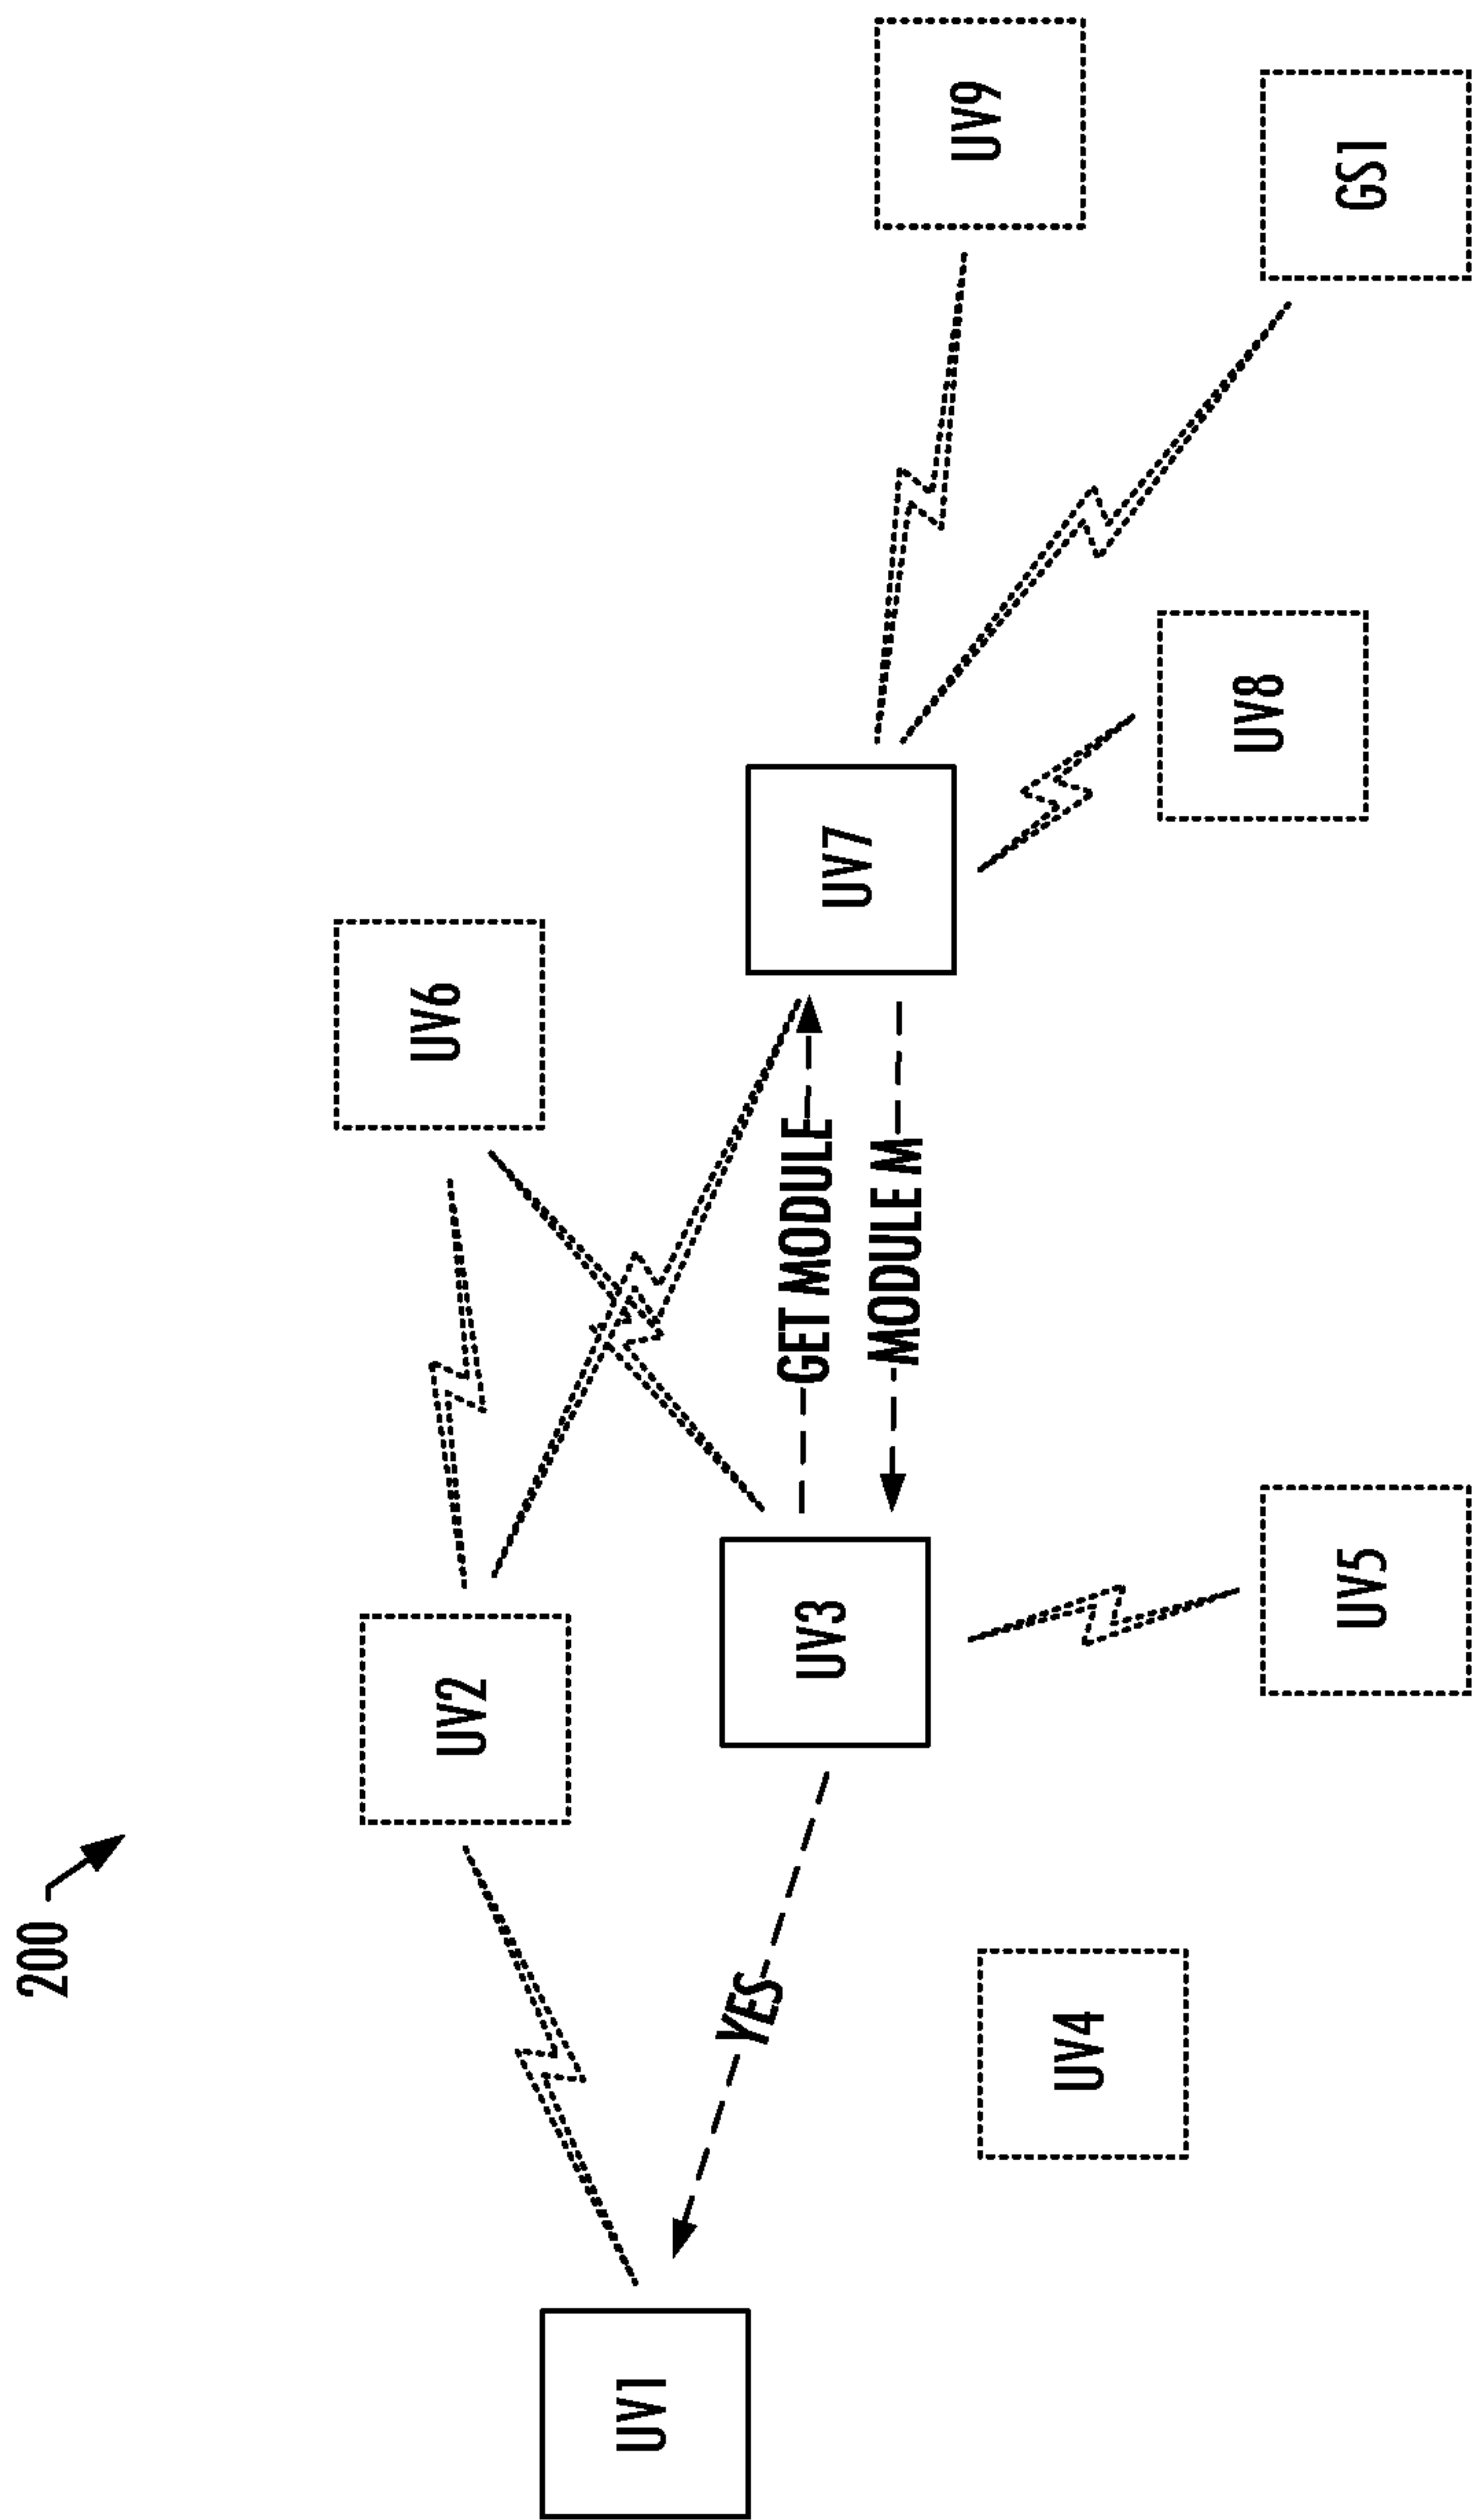 200
UV1
UV2
UV6
UV3
YES
GET MODULE
MODULE M
UV7
UV9
UV4
UV5
UV8
GS1